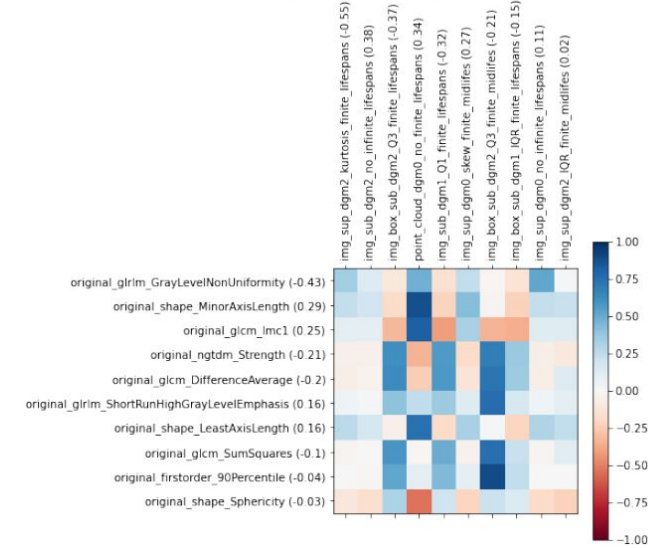 img_sup_dgm2_kurtosis_finite_lifespans (-0.55)
img_sub_dgm2_no_infinite_lifespans (0.38)
img_box_sub_dgm2_Q3_finite_lifespans (-0.37)
point_cloud_dgm0_no_finite_lifespans (0.34)
img_sub_dgm1_Q1_finite_lifespans (-0.32)
img_sup_dgm0_skew_finite_midlifes (0.27)
img_box_sub_dgm2_Q3_finite_midlifes (-0.21)
img_box_sub_dgm1_IQR_finite_lifespans (-0.15)
img_sup_dgm0_no_infinite_lifespans (0.11)
img_sup_dgm2_IQR_finite_midlifes (0.02)
original_glrlm_GrayLevelNonUniformity (-0.43)
original_shape_MinorAxisLength (0.29)
original_glcm_Imc1 (0.25)
original_ngtdm_Strength (-0.21)
original_glcm_DifferenceAverage (-0.2)
original_glrlm_ShortRunHighGrayLevelEmphasis (0.16)
original_shape_LeastAxisLength (0.16)
original_glcm_SumSquares (-0.1)
original_firstorder_90Percentile (-0.04)
original_shape_Sphericity (-0.03)
1.00
0.75
0.50
0.25
0.00
−0.25
−0.50
−0.75
−1.00